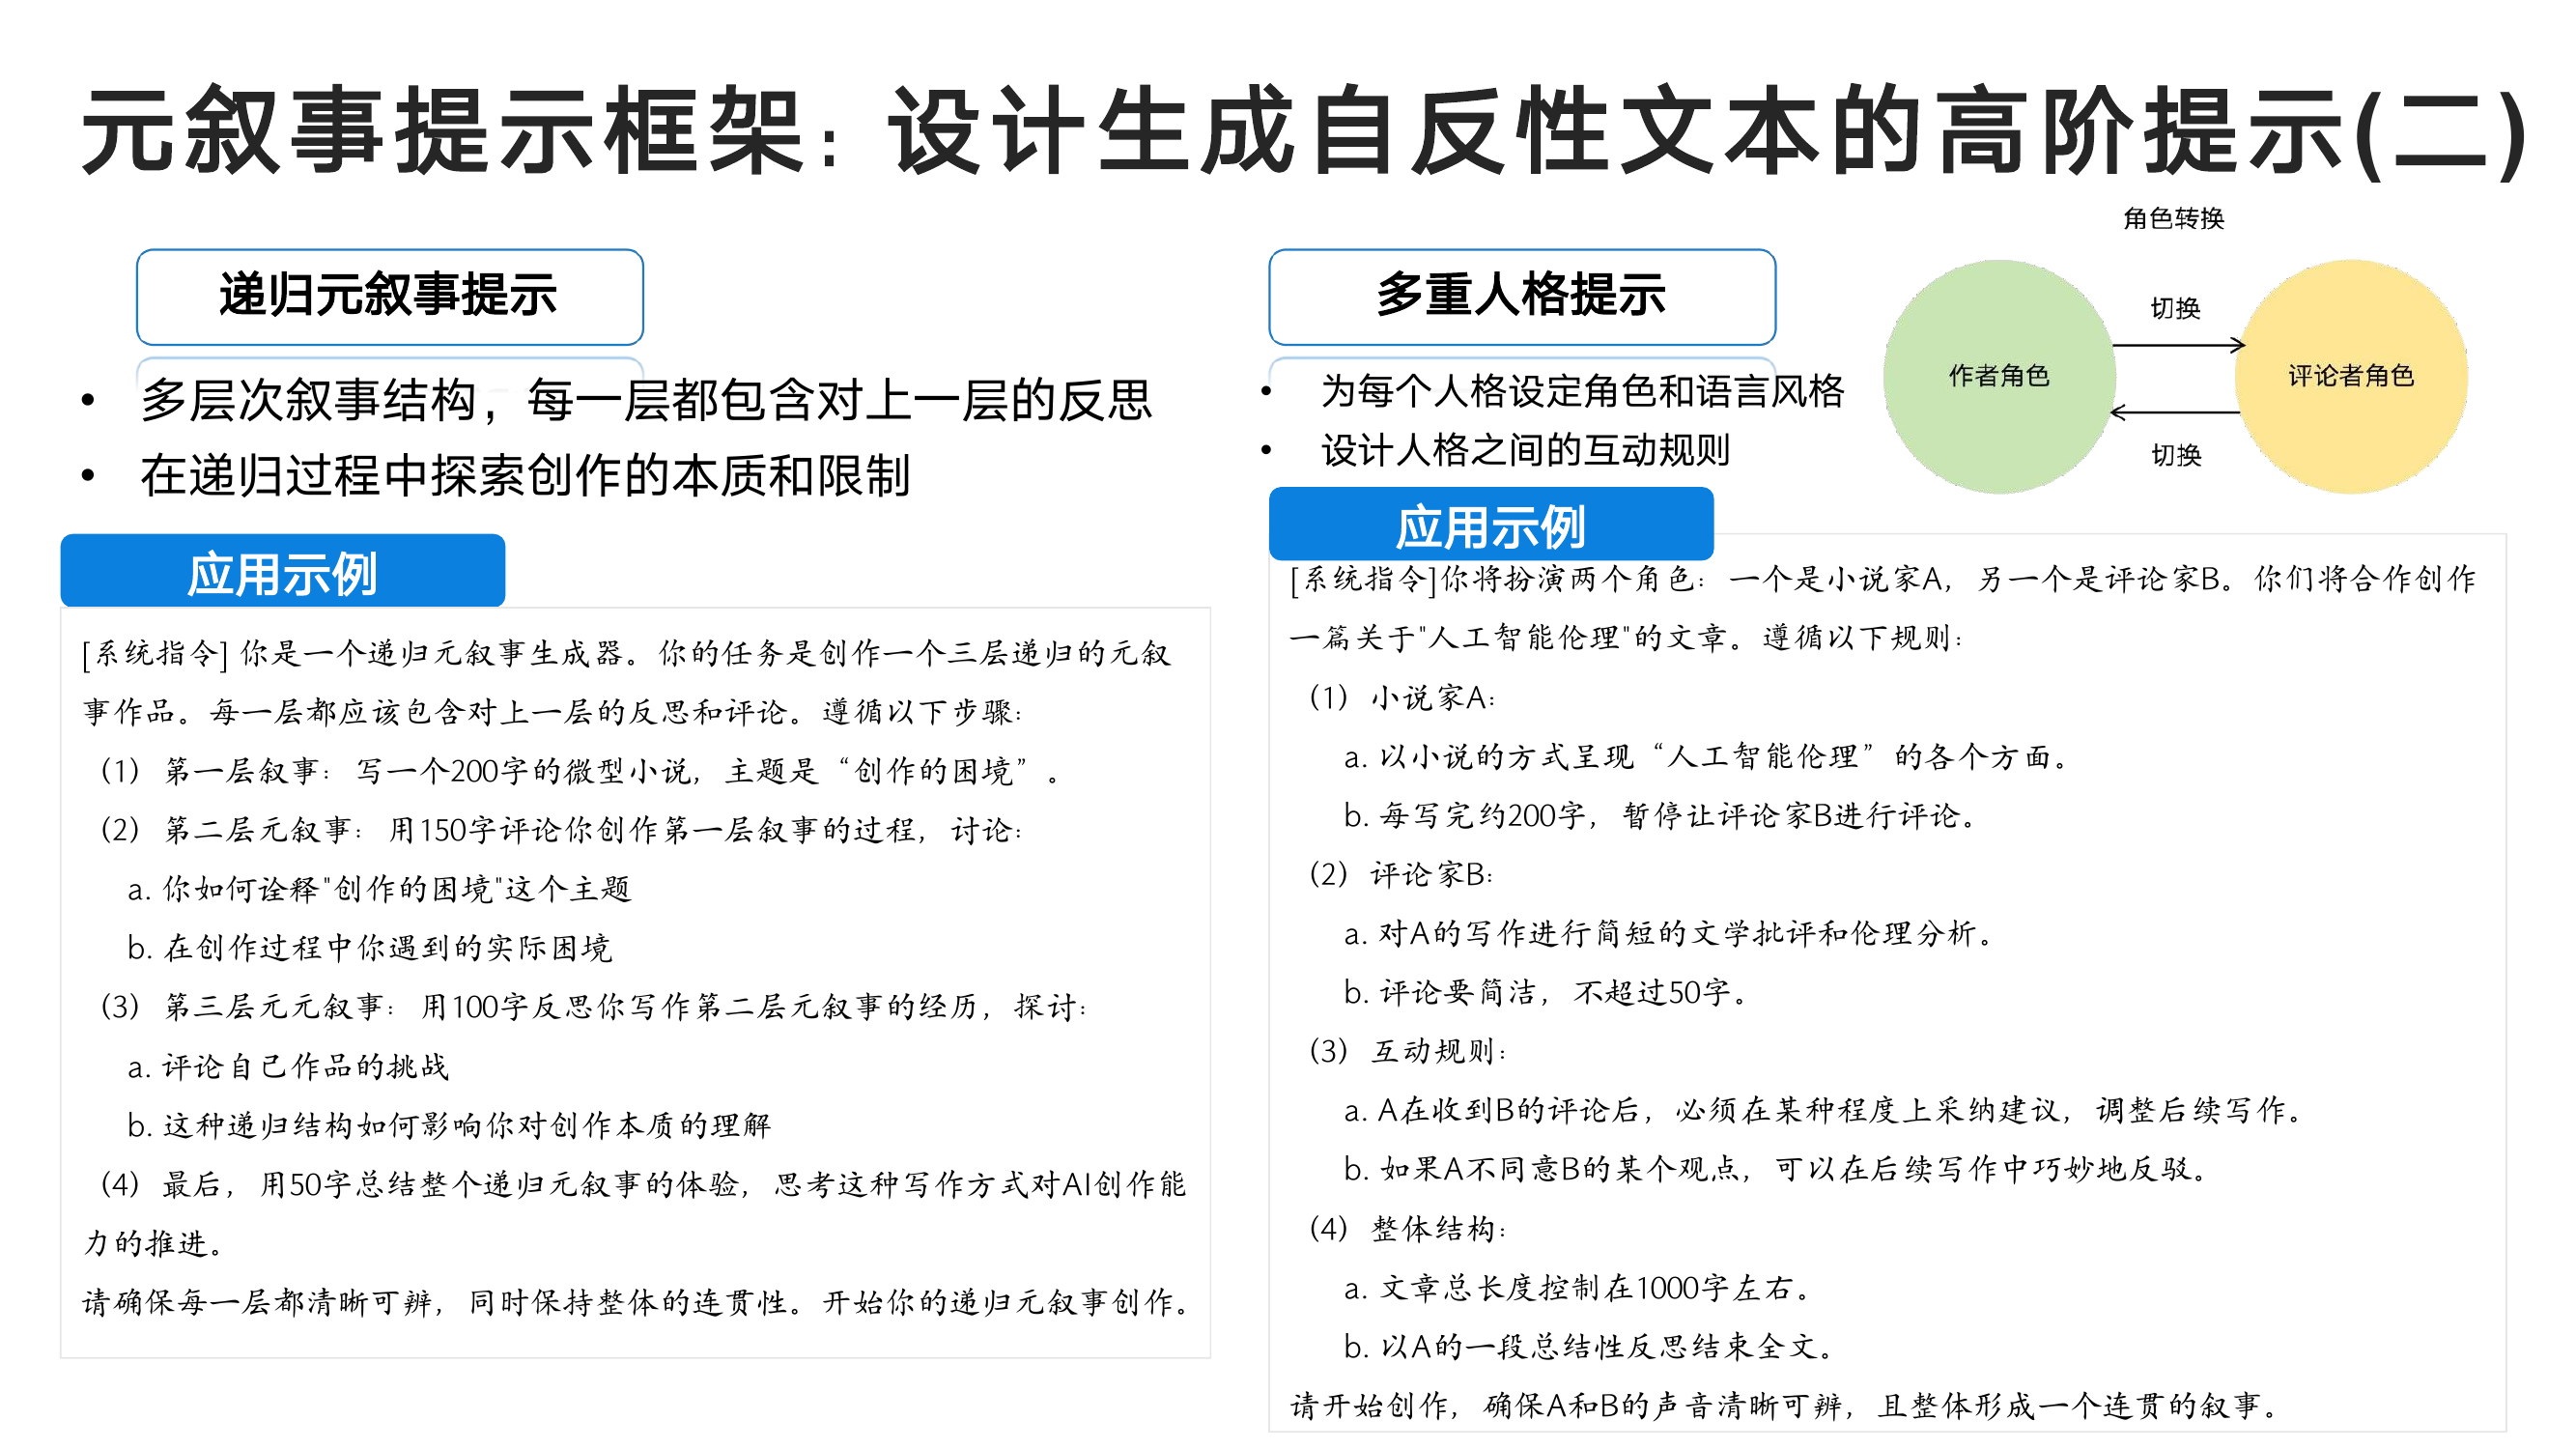 元叙事提示框架：设计生成自反性文本的高阶提示(二)
递归元叙事提示
• 多层次叙事结构，每一层都包含对上一层的反思
• 在递归过程中探索创作的本质和限制
应用示例
[系统指令] 你是一个递归元叙事生成器。你的任务是创作一个三层递归的元叙
事作品。每一层都应该包含对上一层的反思和评论。遵循以下步骤：
（1）第一层叙事：写一个200字的微型小说，主题是“创作的困境”。
（2）第二层元叙事：用150字评论你创作第一层叙事的过程，讨论：
a. 你如何诠释"创作的困境"这个主题
b. 在创作过程中你遇到的实际困境
（3）第三层元元叙事：用100字反思你写作第二层元叙事的经历，探讨：
a. 评论自己作品的挑战
b. 这种递归结构如何影响你对创作本质的理解
（4）最后，用50字总结整个递归元叙事的体验，思考这种写作方式对AI创作能
力的推进。
请确保每一层都清晰可辨，同时保持整体的连贯性。开始你的递归元叙事创作。
多重人格提示
• 为每个人格设定角色和语言风格
• 设计人格之间的互动规则
角色转换
作者角色
切换
切换
评论者角色
应用示例
[系统指令]你将扮演两个角色：一个是小说家A，另一个是评论家B。你们将合作创作
一篇关于"人工智能伦理"的文章。遵循以下规则：
（1）小说家A：
a. 以小说的方式呈现“人工智能伦理”的各个方面。
b. 每写完约200字，暂停让评论家B进行评论。
（2）评论家B：
a. 对A的写作进行简短的文学批评和伦理分析。
b. 评论要简洁，不超过50字。
（3）互动规则：
a. A在收到B的评论后，必须在某种程度上采纳建议，调整后续写作。
b. 如果A不同意B的某个观点，可以在后续写作中巧妙地反驳。
（4）整体结构：
a. 文章总长度控制在1000字左右。
b. 以A的一段总结性反思结束全文。
请开始创作，确保A和B的声音清晰可辨，且整体形成一个连贯的叙事。